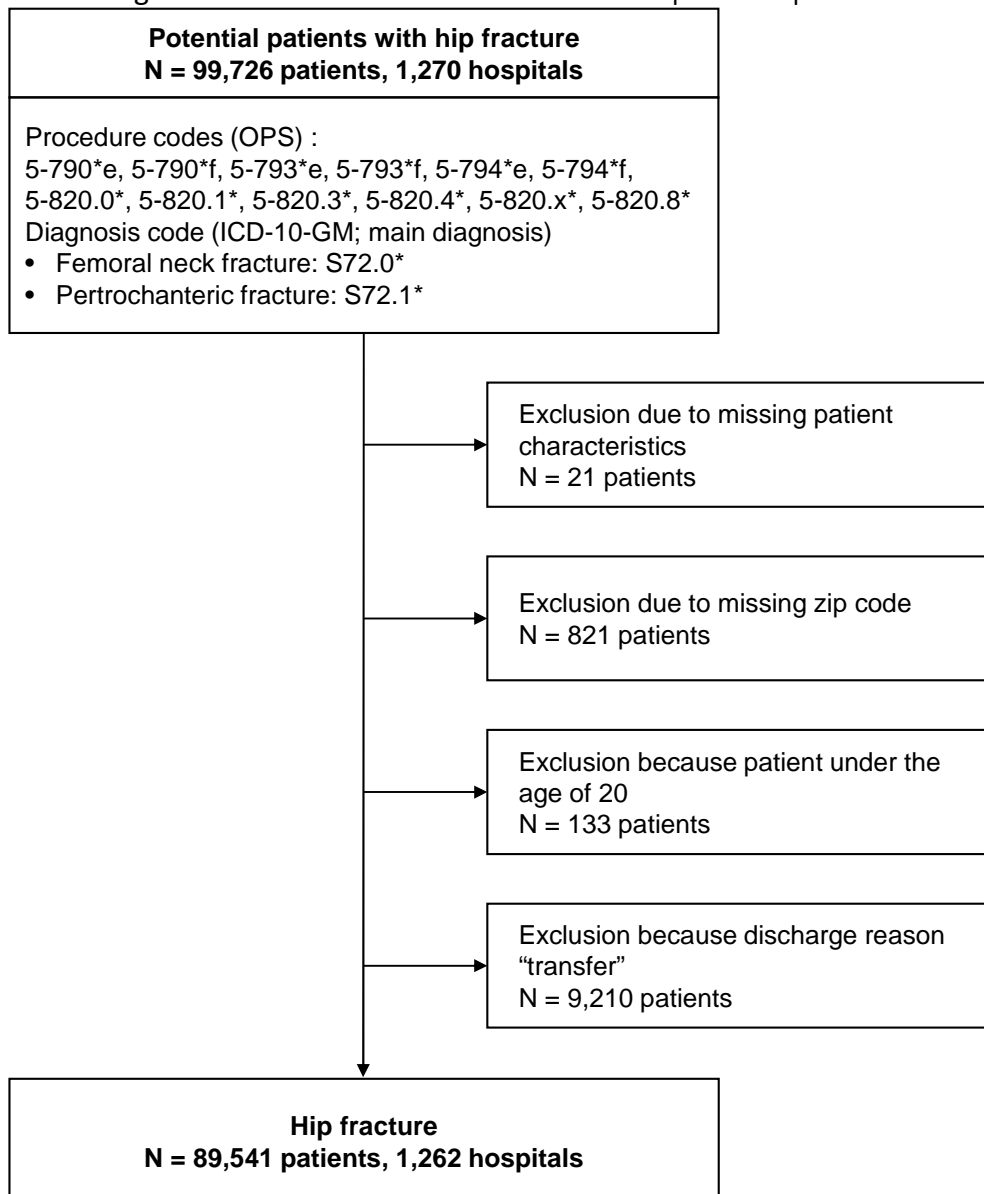 Potential patients with hip fracture
N = 99,726 patients, 1,270 hospitals
Procedure codes (OPS) :
5-790*e, 5-790*f, 5-793*e, 5-793*f, 5-794*e, 5-794*f,
5-820.0*, 5-820.1*, 5-820.3*, 5-820.4*, 5-820.x*, 5-820.8*
Diagnosis code (ICD-10-GM; main diagnosis)
• Femoral neck fracture: S72.0*
• Pertrochanteric fracture: S72.1*
Exclusion due to missing patient
characteristics
N = 21 patients
Exclusion due to missing zip code
N = 821 patients
Exclusion because patient under the
age of 20
N = 133 patients
Exclusion because discharge reason
“transfer”
N = 9,210 patients
Hip fracture
N = 89,541 patients, 1,262 hospitals